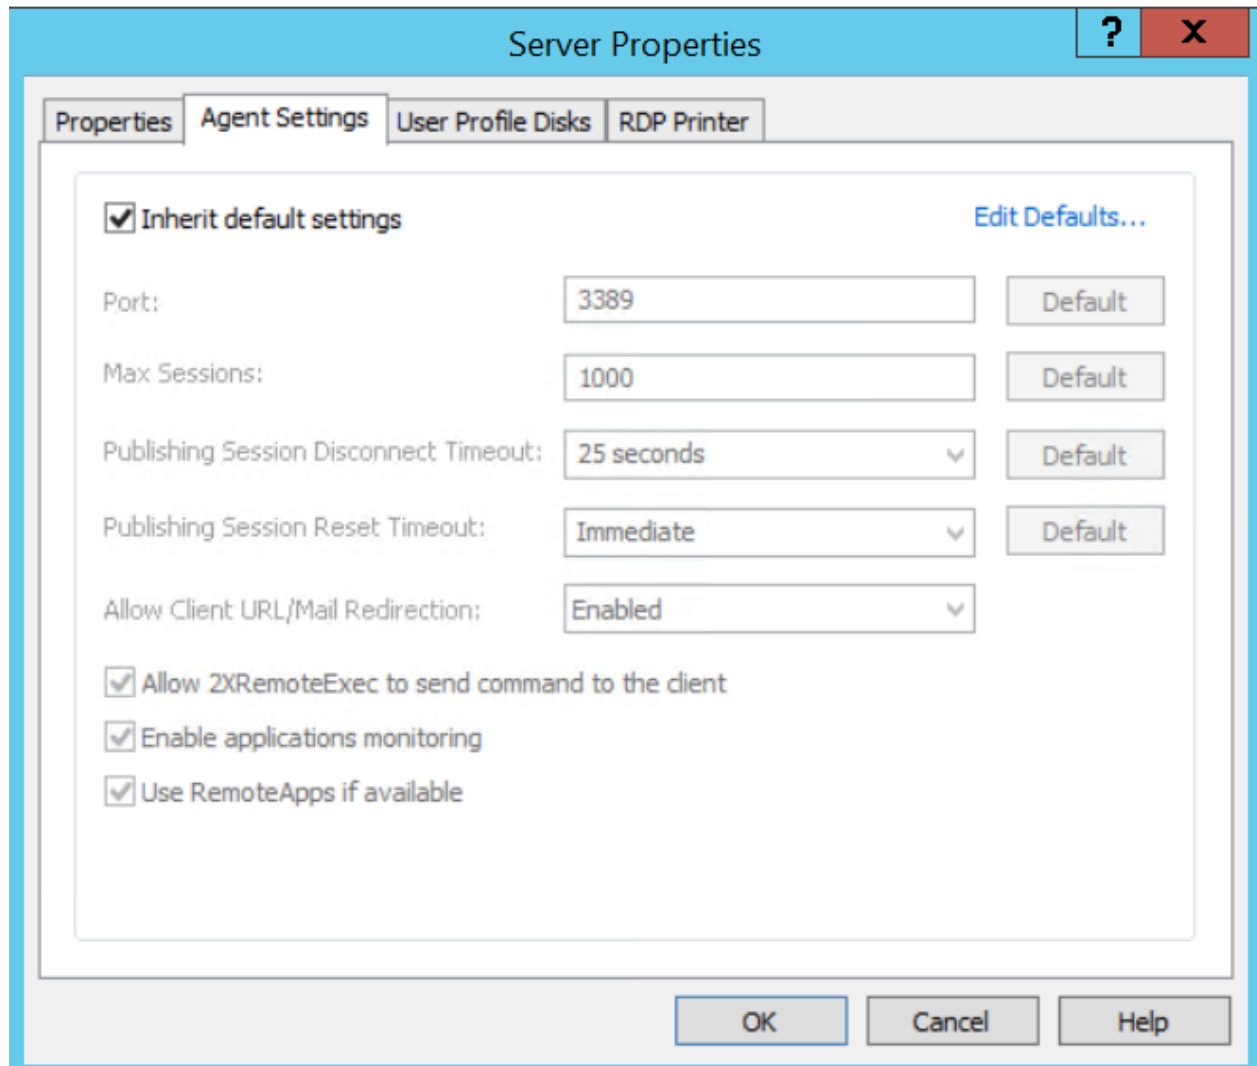 Server Properties
?
X
Properties
Agent Settings
User Profile Disks
RDP Printer
Inherit default settings
Edit Defaults...
Port:
3389
Default
Max Sessions:
1000
Default
Publishing Session Disconnect Timeout:
25 seconds
Default
Publishing Session Reset Timeout:
Immediate
Default
Allow Client URL/Mail Redirection:
Enabled
Allow 2XRemoteExec to send command to the client
Enable applications monitoring
Use RemoteApps if available
OK
Cancel
Help